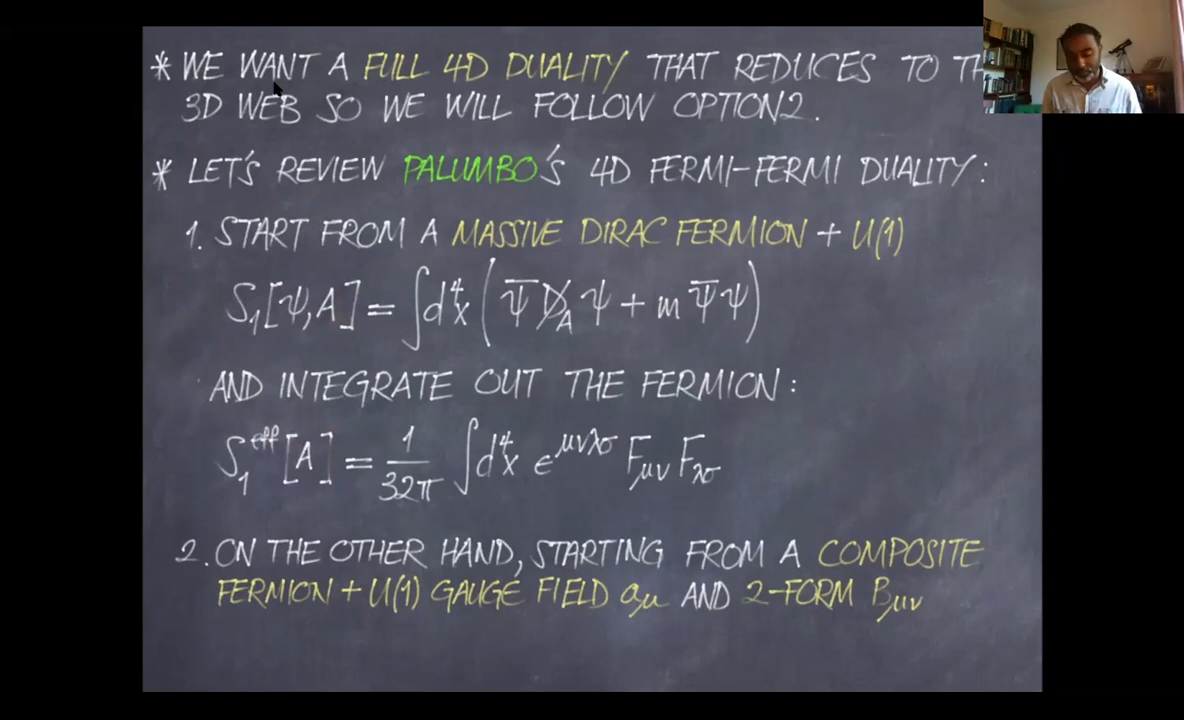 * WE WANT A FULL 4D DUALITY THAT REDUCES TO
3D WEB SO WE WILL FOLLOW OPTION2.
* LET'S REVIEW PALUMBO'S 4D FERMI-FERMI DUALITY:
1. START FROM A MASSIVE DIRAC FERMION + U(1)
S₁[ψ,A] = ∫d⁴x (ψ̄ D̸_A ψ + m ψ̄ψ)
AND INTEGRATE OUT THE FERMION:
S₁^eff[A] = 1/32π ∫d⁴x ϵ^μνλσ F_μν F_λσ
2. ON THE OTHER HAND, STARTING FROM A COMPOSITE
FERMION + U(1) GAUGE FIELD a_μ AND 2-FORM B_μν